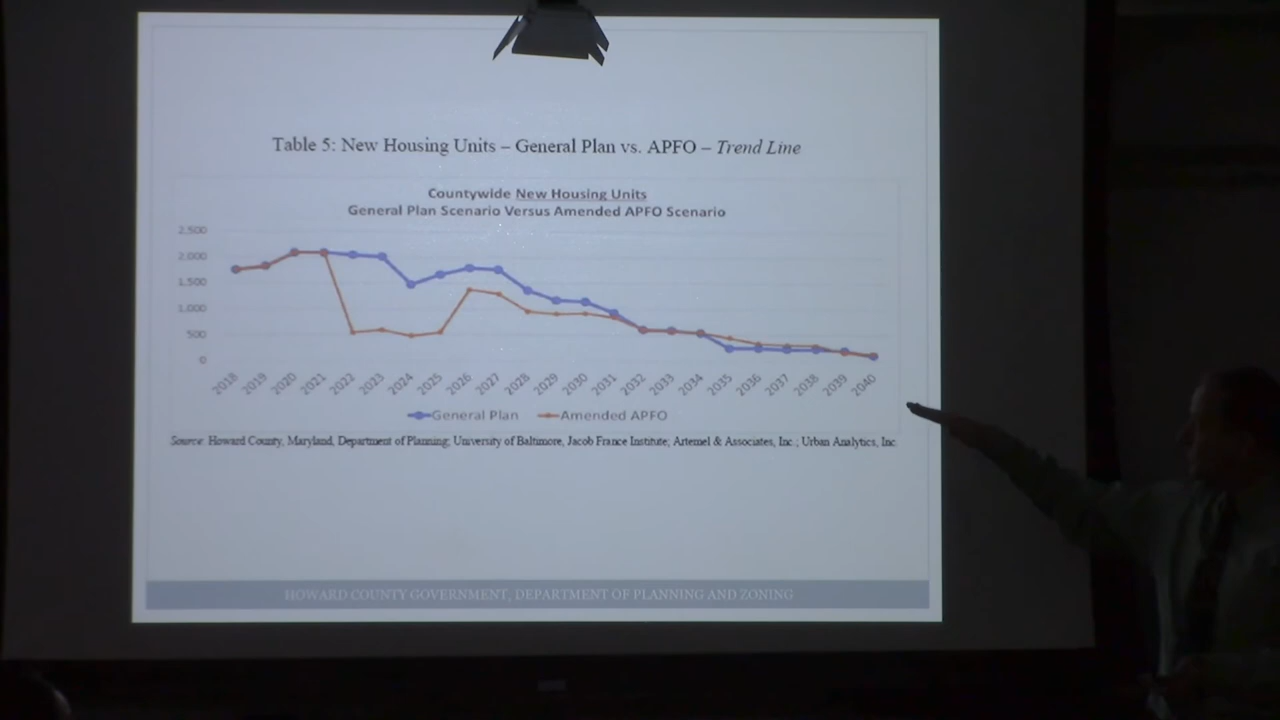 Table 5: New Housing Units – General Plan vs. APFO – Trend Line
Countywide New Housing Units
General Plan Scenario Versus Amended APFO Scenario
2,500
2,000
1,500
1,000
500
0
2018 2019 2020 2021 2022 2023 2024 2025 2026 2027 2028 2029 2030 2031 2032 2033 2034 2035 2036 2037 2038 2039 2040
General Plan Amended APFO
Source: Howard County, Maryland, Department of Planning; University of Baltimore, Jacob France Institute; Artemel & Associates, Inc.; Urban Analytics, Inc.
HOWARD COUNTY GOVERNMENT, DEPARTMENT OF PLANNING AND ZONING